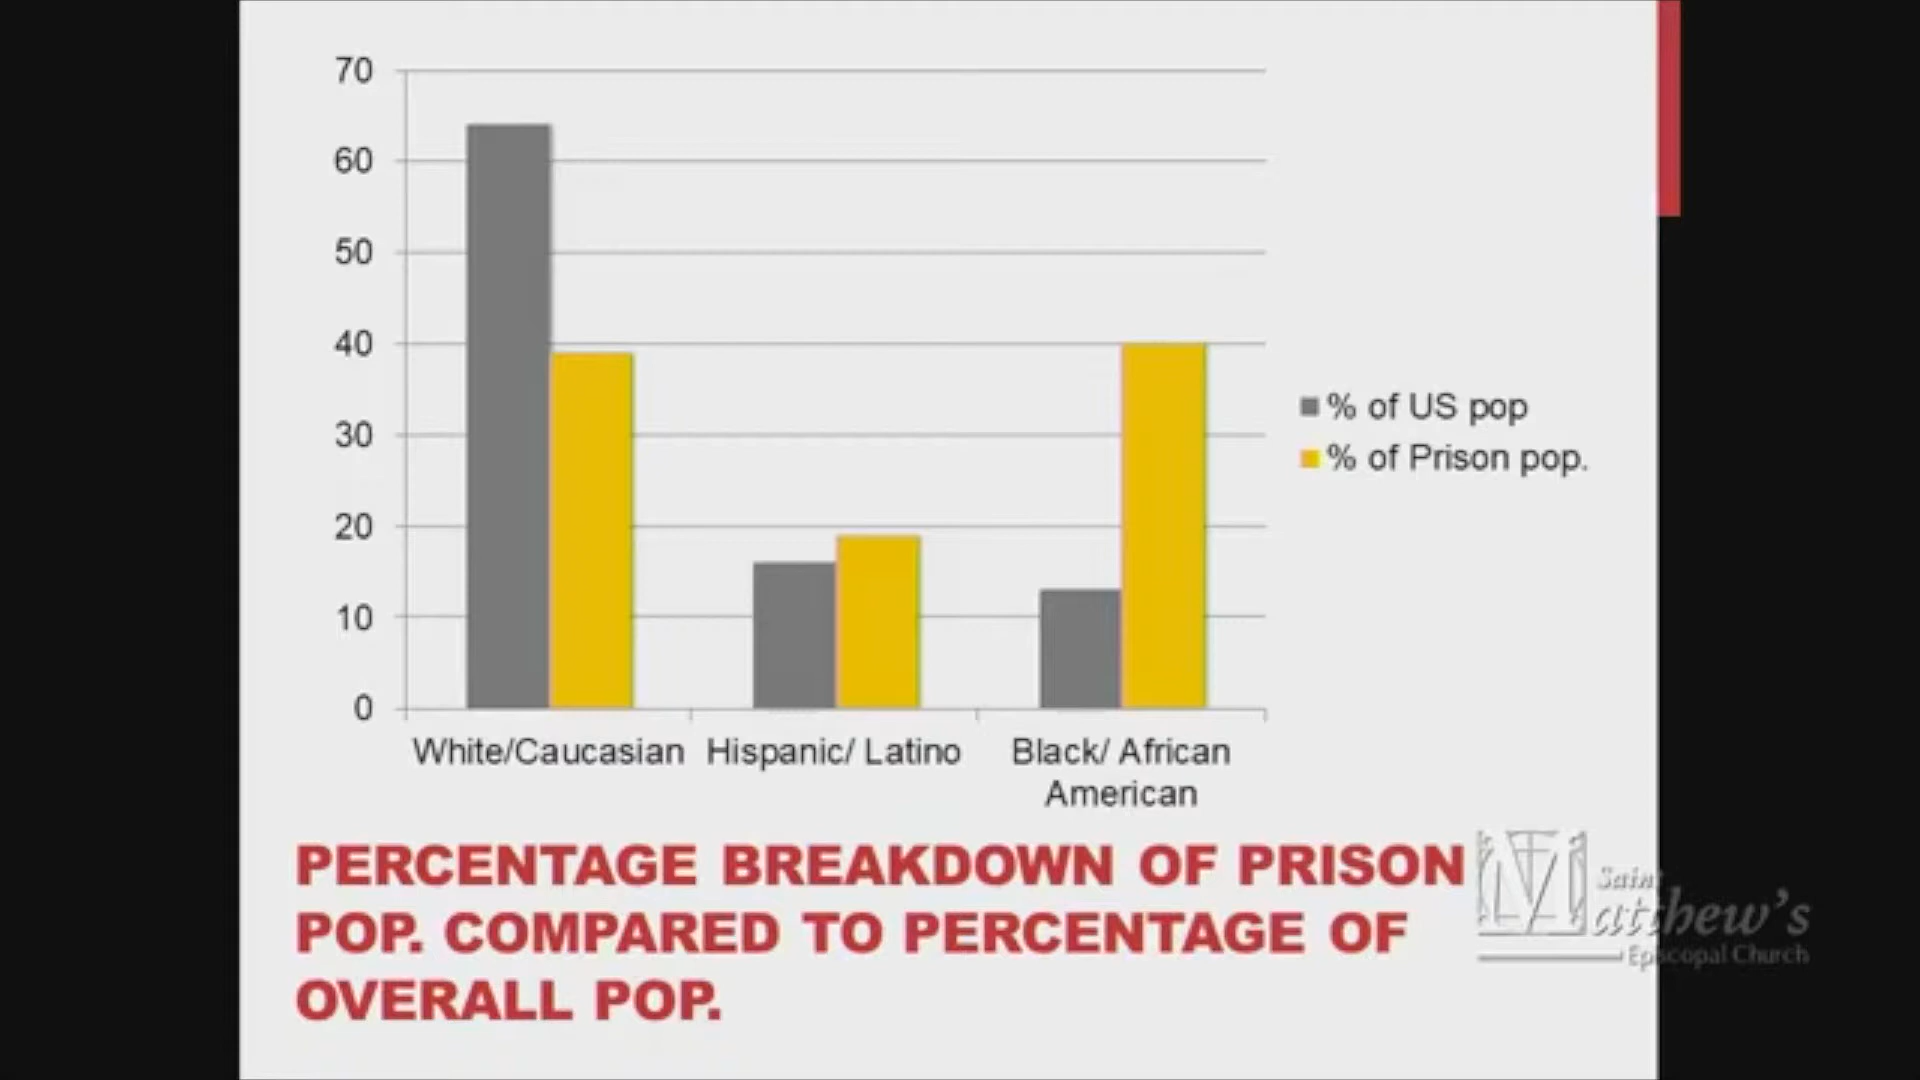 70
60
50
40
30
20
10
0
White/Caucasian
Hispanic/ Latino
Black/ African
American
% of US pop
% of Prison pop.
PERCENTAGE BREAKDOWN OF PRISON
POP. COMPARED TO PERCENTAGE OF
OVERALL POP.
Saint
Matthew's
Episcopal Church